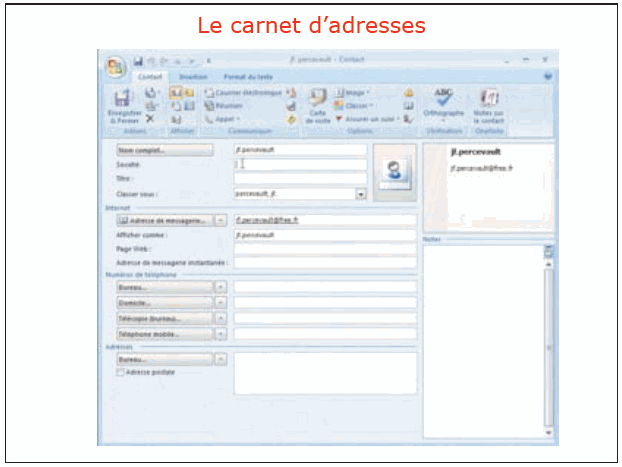 Le carnet d'adresses
jf.percevault - Contact
Contact Insertion Format du texte
Enregistrer & Fermer
Courrier électronique
Réunion
Appel
Carte de visite
Image
Classer
Assurer un suivi
ABC
Orthographe
Notes sur le contact
Actions Afficher Communiquer Options Vérification OneNote
Nom complet... jf.percevault
Société
Titre :
Classer sous : percevault, jf.
jf.percevault
jf.percevault@free.fr
Internet
Adresse de messagerie... jf.percevault@free.fr
Afficher comme : jf.percevault
Page Web :
Adresse de messagerie instantanée :
Notes
Numéros de téléphone
Bureau...
Domicile...
Télécopie (bureau)...
Téléphone mobile...
Adresses
Bureau...
Adresse postale